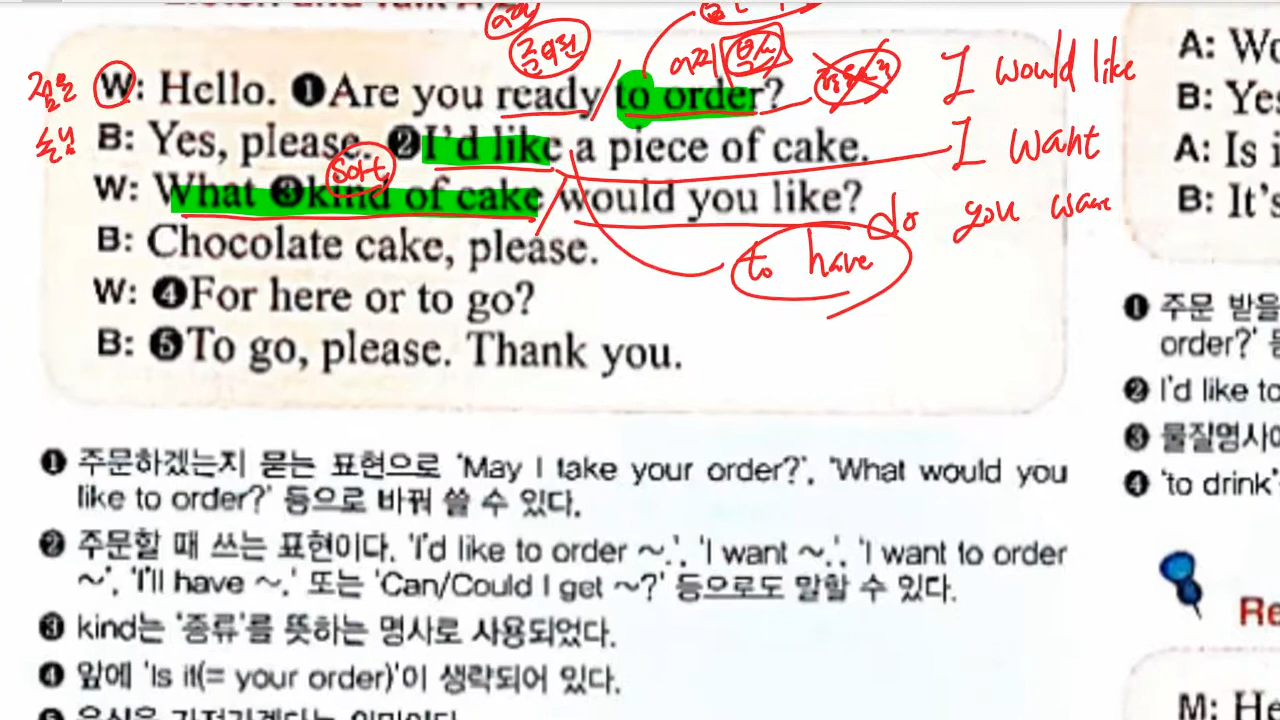 W: Hello. ❶Are you ready to order?
B: Yes, please. ❷I'd like a piece of cake.
W: What ❸kind of cake would you like?
B: Chocolate cake, please.
W: ❹For here or to go?
B: ❺To go, please. Thank you.
점원
손님
준비된
sort
I would like
I want
do you want
to have
❶ 주문하겠는지 묻는 표현으로 'May I take your order?', 'What would you
like to order?' 등으로 바꿔 쓸 수 있다.
❷ 주문할 때 쓰는 표현이다. 'I'd like to order ~.', 'I want ~.', 'I want to order
~', 'I'll have ~.' 또는 'Can/Could I get ~?' 등으로도 말할 수 있다.
❸ kind는 '종류'를 뜻하는 명사로 사용되었다.
❹ 앞에 'Is it(= your order)'이 생략되어 있다.
A: We
B: Yes
A: Is i
B: It's
❶ 주문 받을
order?' 등
❷ I'd like to
❸ 물질명사에
❹ 'to drink'
Re
M: He